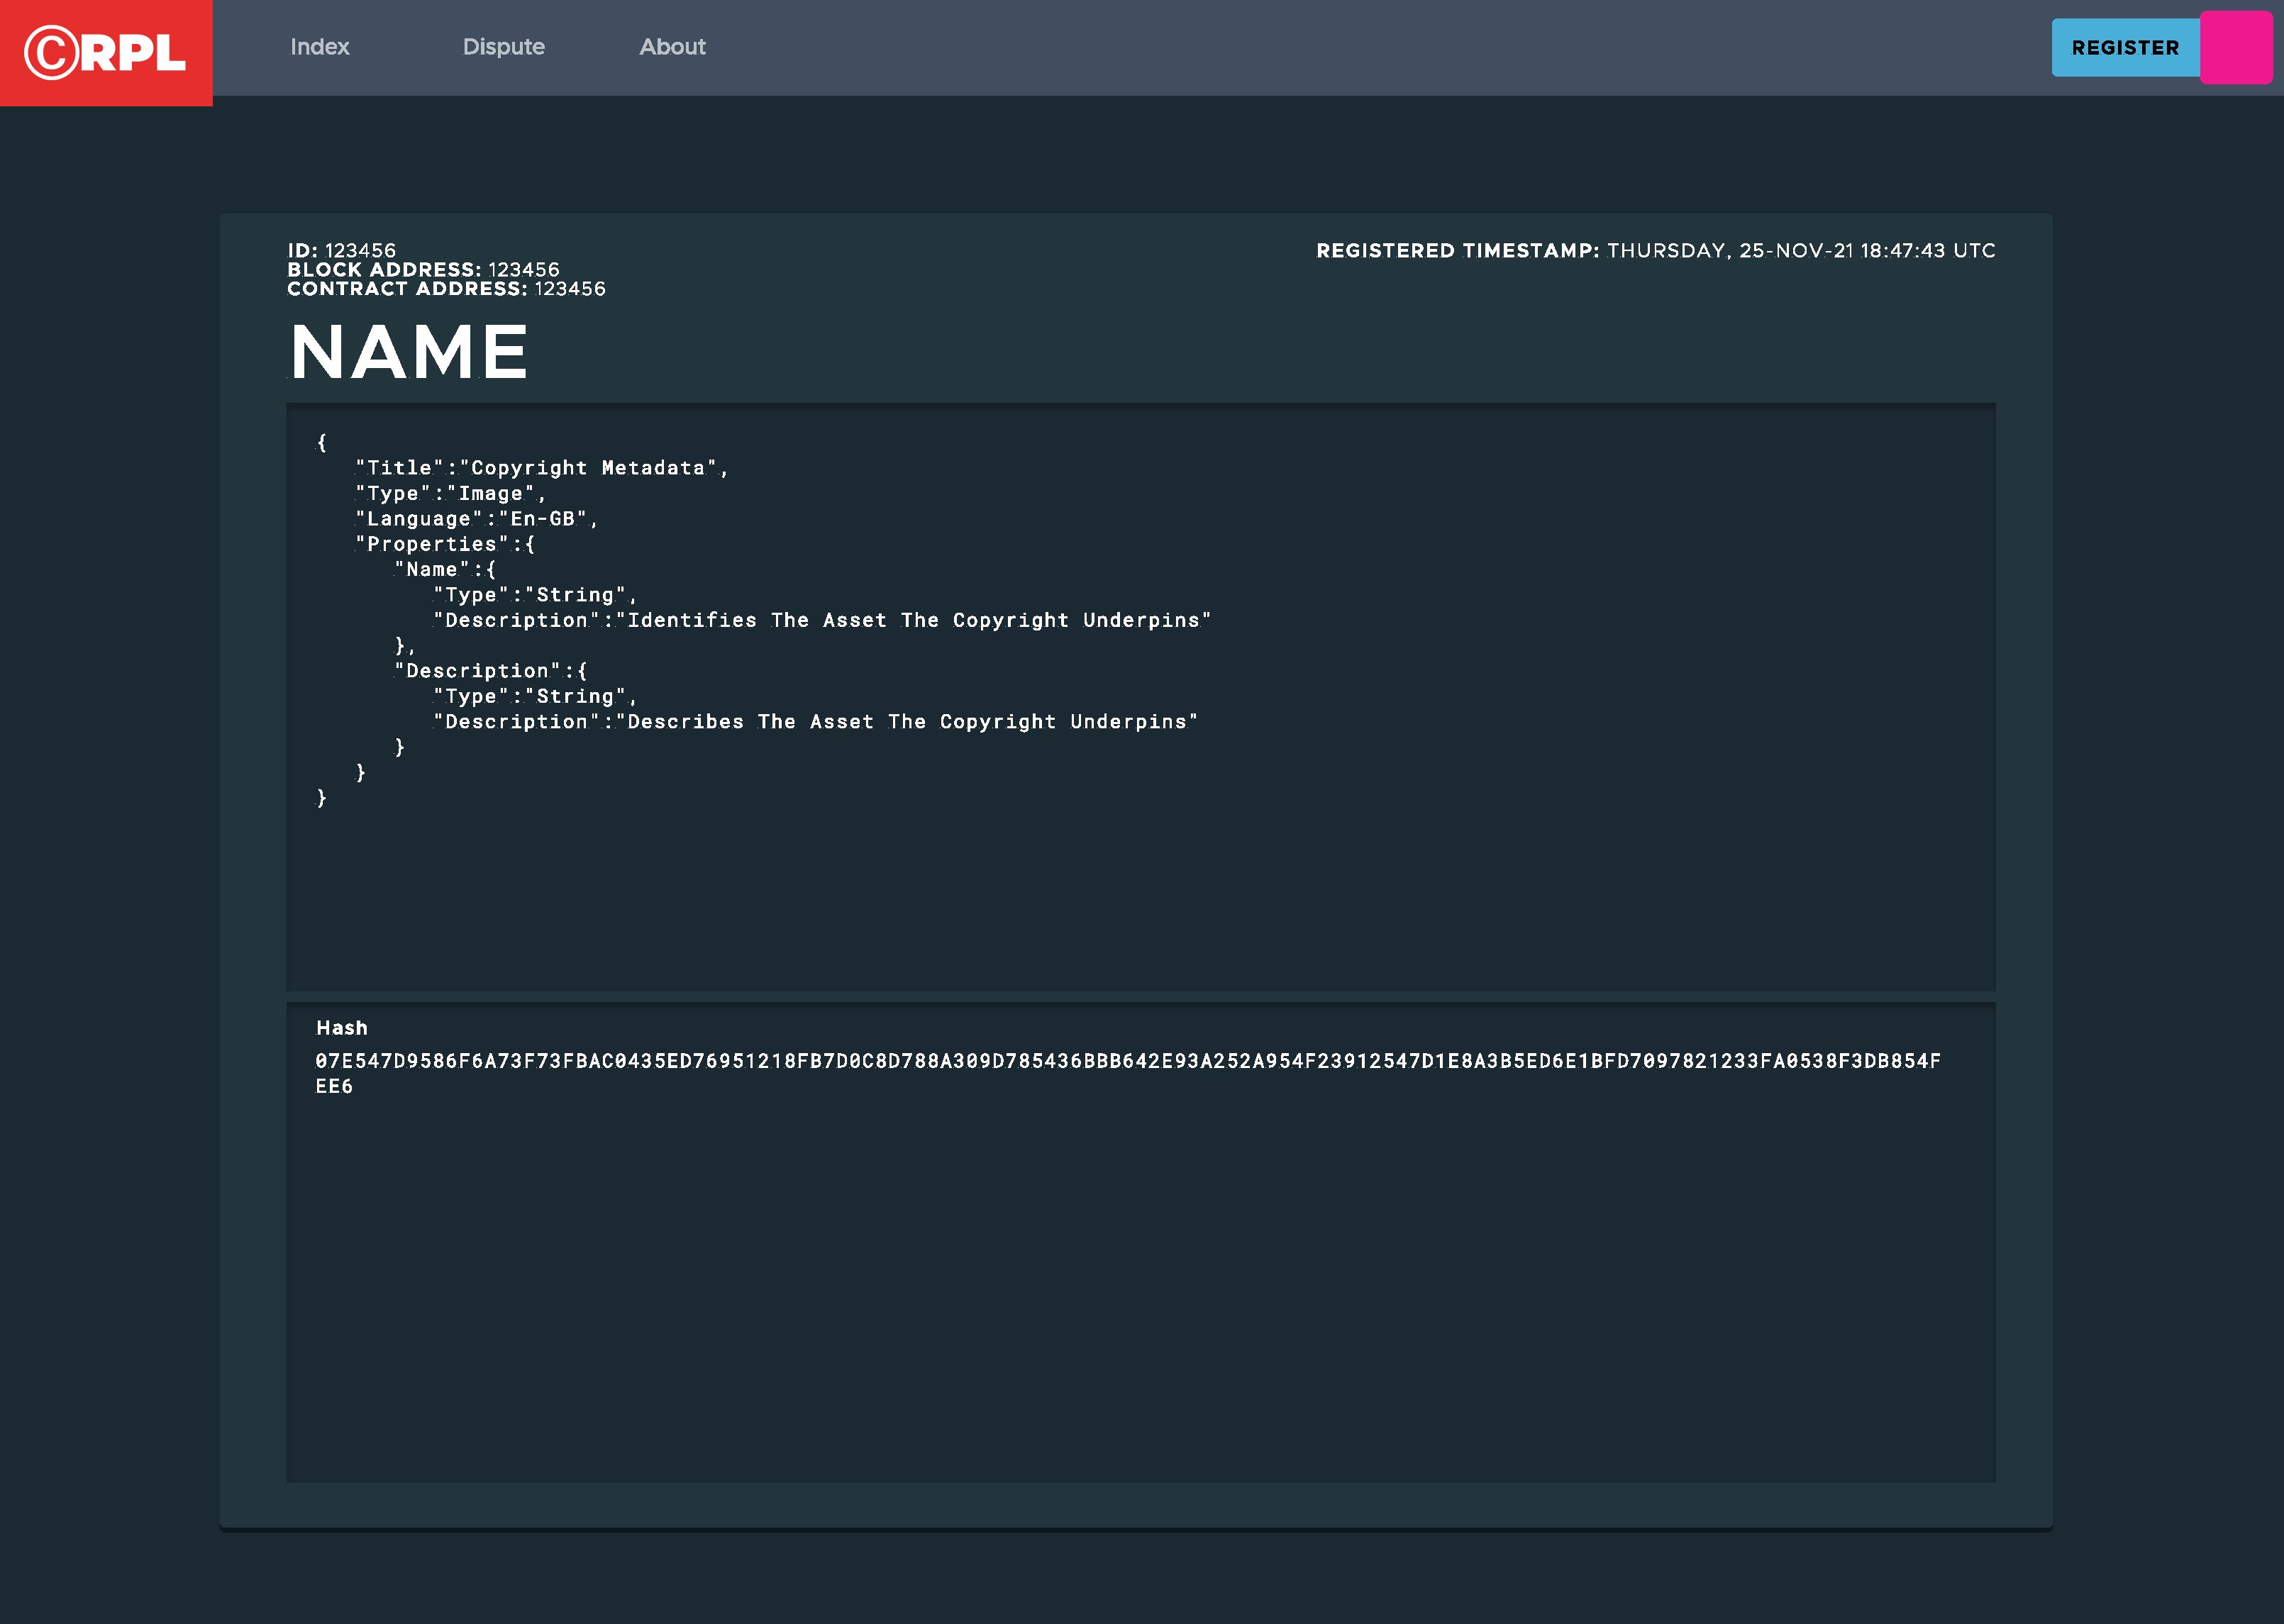 ©RPL
Index
Dispute
About
REGISTER
ID: 123456
BLOCK ADDRESS: 123456
CONTRACT ADDRESS: 123456
REGISTERED TIMESTAMP: THURSDAY, 25-NOV-21 18:47:43 UTC
NAME
{
   "Title":"Copyright Metadata",
   "Type":"Image",
   "Language":"En-GB",
   "Properties":{
      "Name":{
         "Type":"String",
         "Description":"Identifies The Asset The Copyright Underpins"
      },
      "Description":{
         "Type":"String",
         "Description":"Describes The Asset The Copyright Underpins"
      }
   }
}
Hash
07E547D9586F6A73F73FBAC0435ED76951218FB7D0C8D788A309D785436BBB642E93A252A954F23912547D1E8A3B5ED6E1BFD7097821233FA0538F3DB854F
EE6